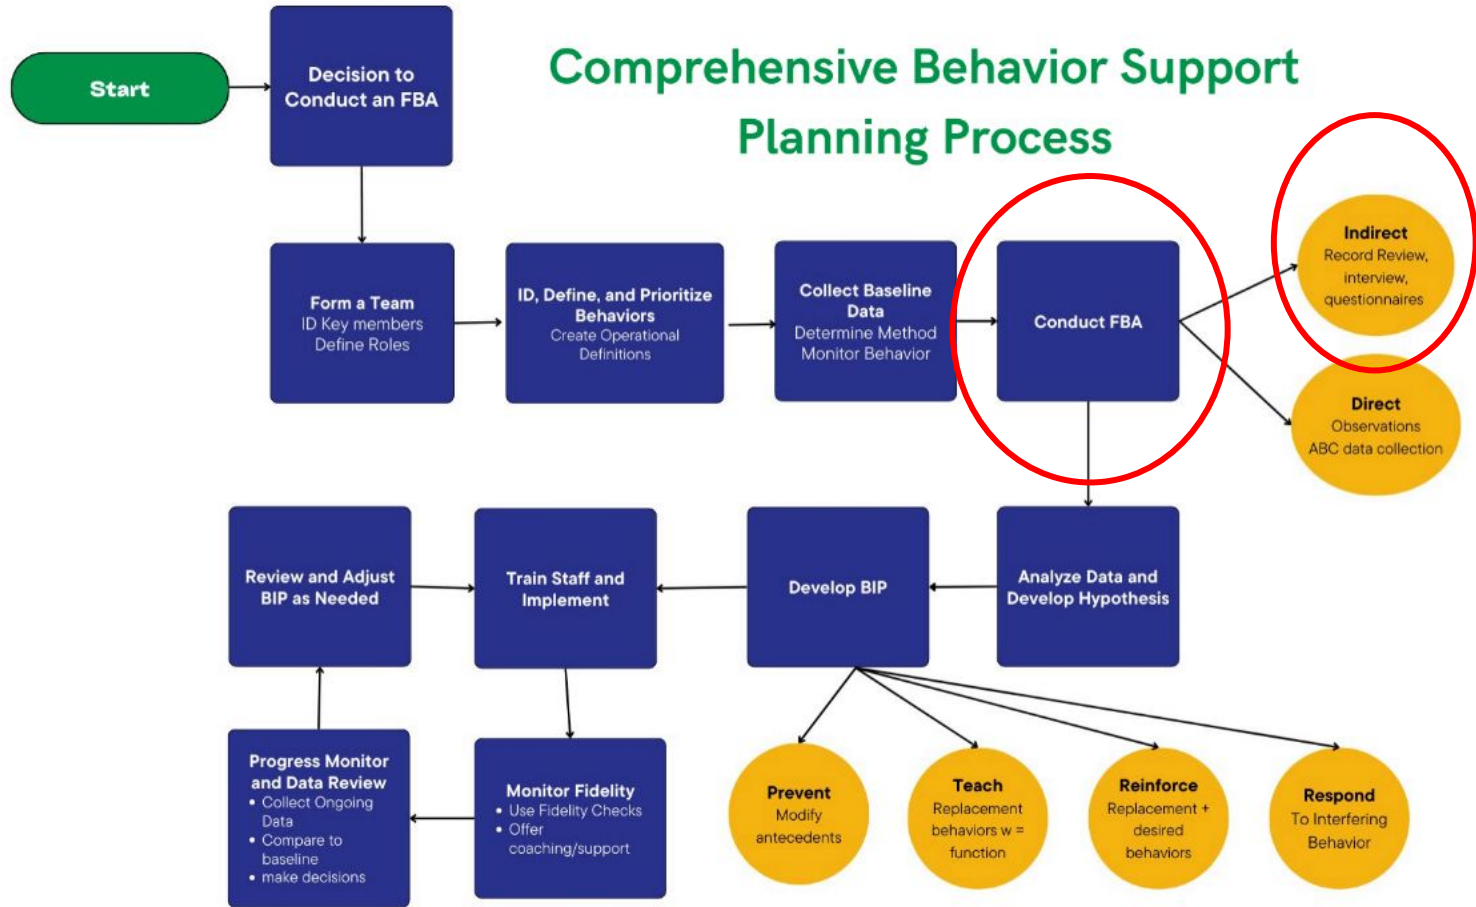 Comprehensive Behavior Support
Planning Process
Start
Decision to
Conduct an FBA
Form a Team
ID Key members
Define Roles
ID, Define, and Prioritize
Behaviors
Create Operational
Definitions
Collect Baseline
Data
Determine Method
Monitor Behavior
Conduct FBA
Indirect
Record Review,
interview,
questionnaires
Direct
Observations
ABC data collection
Analyze Data and
Develop Hypothesis
Develop BIP
Prevent
Modify
antecedents
Teach
Replacement
behaviors w =
function
Reinforce
Replacement +
desired
behaviors
Respond
To Interfering
Behavior
Train Staff and
Implement
Monitor Fidelity
• Use Fidelity Checks
• Offer
coaching/support
Progress Monitor
and Data Review
• Collect Ongoing
Data
• Compare to
baseline
• make decisions
Review and Adjust
BIP as Needed